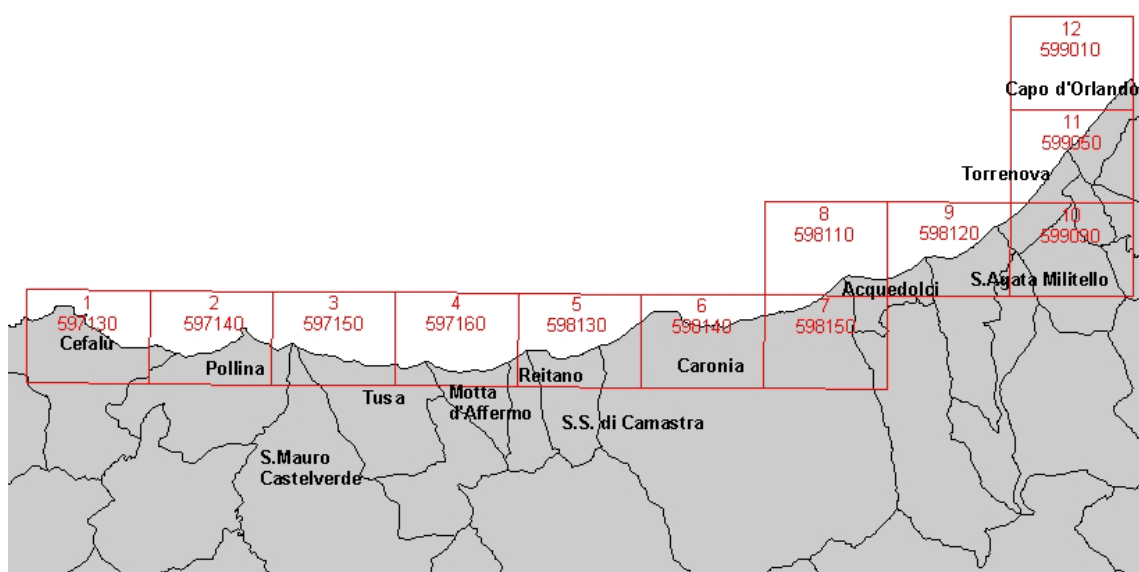 12
599010
Capo d'Orlando
11
599050
Torrenova
8
598110
9
598120
10
599090
S.Agata Militello
Acquedolci
1
597130
Cefalù
2
597140
Pollina
3
597150
4
597160
5
598130
6
598140
7
598150
Caronia
Reitano
Tusa
Motta
d'Affermo
S.S. di Camastra
S.Mauro
Castelverde